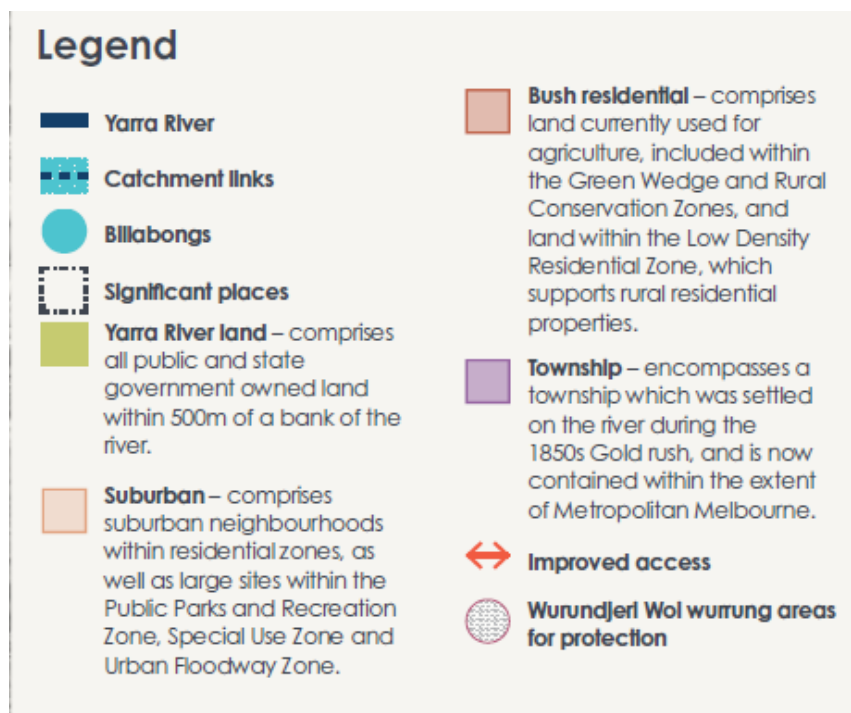 Legend
Yarra River
Catchment links
Billabongs
Significant places
Yarra River land – comprises
all public and state
government owned land
within 500m of a bank of the
river.
Suburban – comprises
suburban neighbourhoods
within residential zones, as
well as large sites within the
Public Parks and Recreation
Zone, Special Use Zone and
Urban Floodway Zone.
Bush residential – comprises
land currently used for
agriculture, included within
the Green Wedge and Rural
Conservation Zones, and
land within the Low Density
Residential Zone, which
supports rural residential
properties.
Township – encompasses a
township which was settled
on the river during the
1850s Gold rush, and is now
contained within the extent
of Metropolitan Melbourne.
Improved access
Wurundjeri Woi wurrung areas
for protection